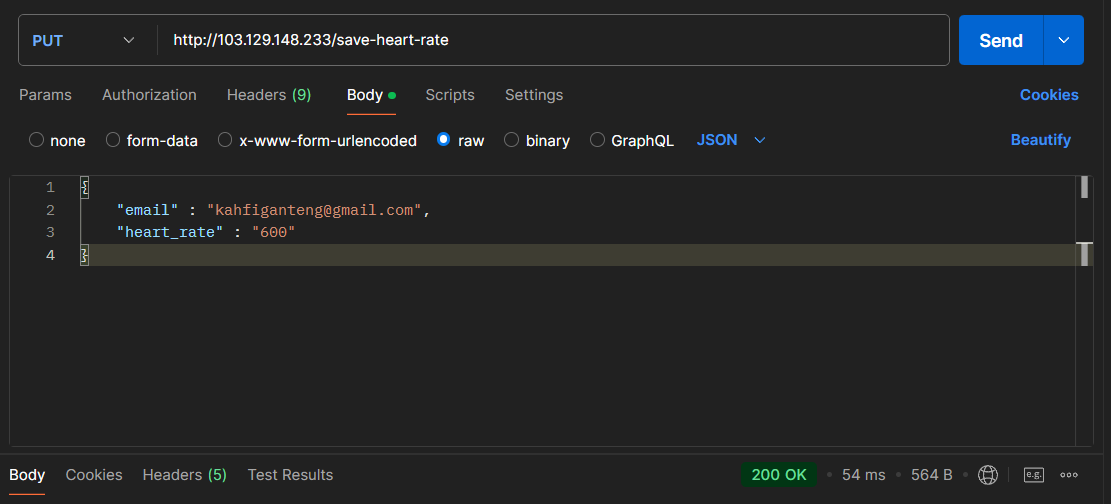 PUT http://103.129.148.233/save-heart-rate Send
Params Authorization Headers (9) Body Scripts Settings Cookies
none form-data x-www-form-urlencoded raw binary GraphQL JSON Beautify
1 {
2 "email" : "kahfiganteng@gmail.com",
3 "heart_rate" : "600"
4 }
Body Cookies Headers (5) Test Results 200 OK • 54 ms • 564 B • e.g.